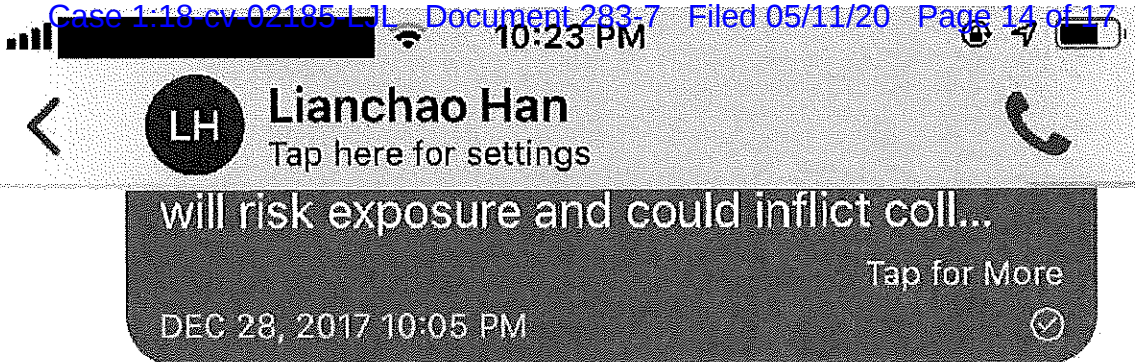 Case 1:18-cv-02185-LJL Document 283-7 Filed 05/11/20 Page 14 of 17
10:23 PM
LH
Lianchao Han
Tap here for settings
will risk exposure and could inflict coll...
Tap for More
DEC 28, 2017 10:05 PM